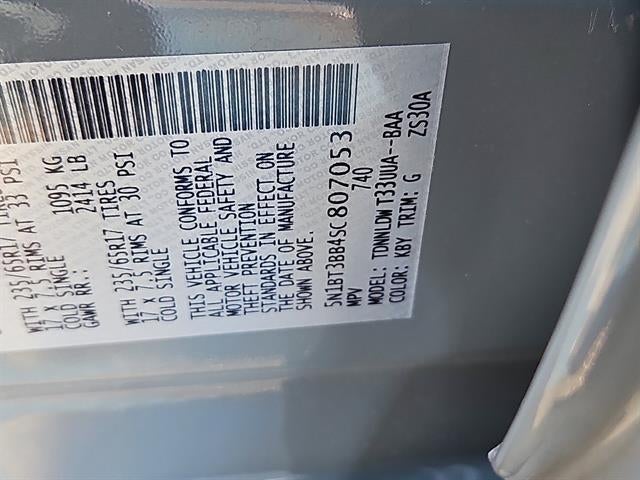 WITH 235/65R17 TIRES
17 X 7.5 RIMS AT 33 PSI
COLD SINGLE 1095 KG
GAWR RR.: 2414 LB
WITH 235/65R17 TIRES
17 X 7.5 RIMS AT 30 PSI
COLD SINGLE
THIS VEHICLE CONFORMS TO
ALL APPLICABLE FEDERAL
MOTOR VEHICLE SAFETY AND
THEFT PREVENTION
STANDARDS IN EFFECT ON
THE DATE OF MANUFACTURE
SHOWN ABOVE.
5N1BT3BB4SC807053
MPV 740
MODEL: TDNNLDW T33UUA--BAA
COLOR: KBY TRIM: G ZS30A